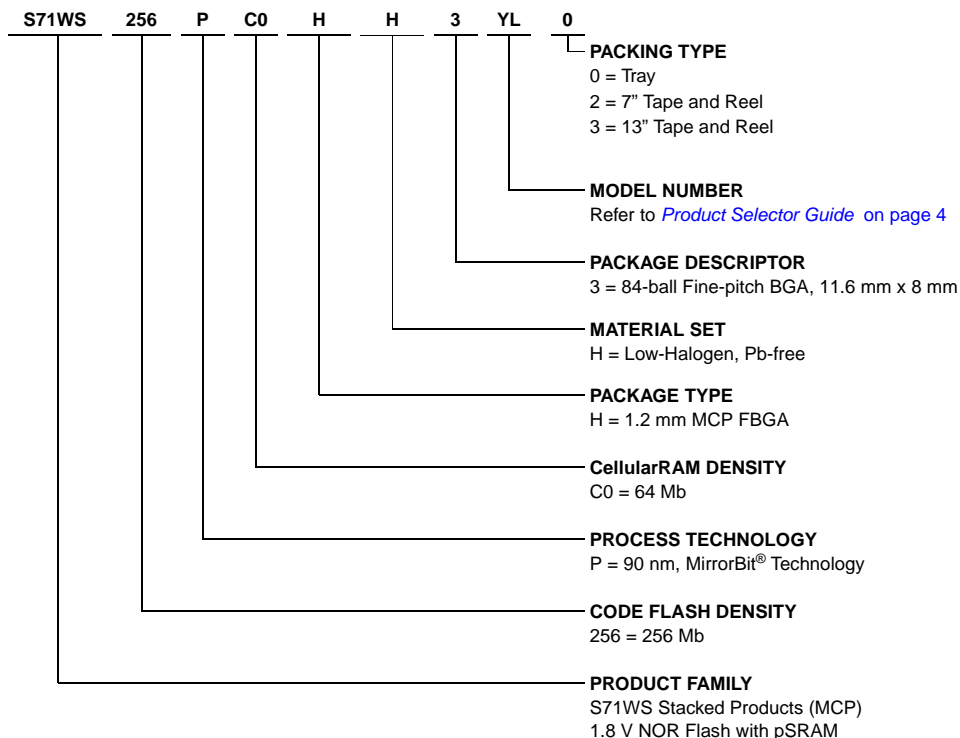 S71WS 256 P C0 H H 3 YL 0
PACKING TYPE
0 = Tray
2 = 7” Tape and Reel
3 = 13” Tape and Reel
MODEL NUMBER
Refer to Product Selector Guide on page 4
PACKAGE DESCRIPTOR
3 = 84-ball Fine-pitch BGA, 11.6 mm x 8 mm
MATERIAL SET
H = Low-Halogen, Pb-free
PACKAGE TYPE
H = 1.2 mm MCP FBGA
CellularRAM DENSITY
C0 = 64 Mb
PROCESS TECHNOLOGY
P = 90 nm, MirrorBit® Technology
CODE FLASH DENSITY
256 = 256 Mb
PRODUCT FAMILY
S71WS Stacked Products (MCP)
1.8 V NOR Flash with pSRAM